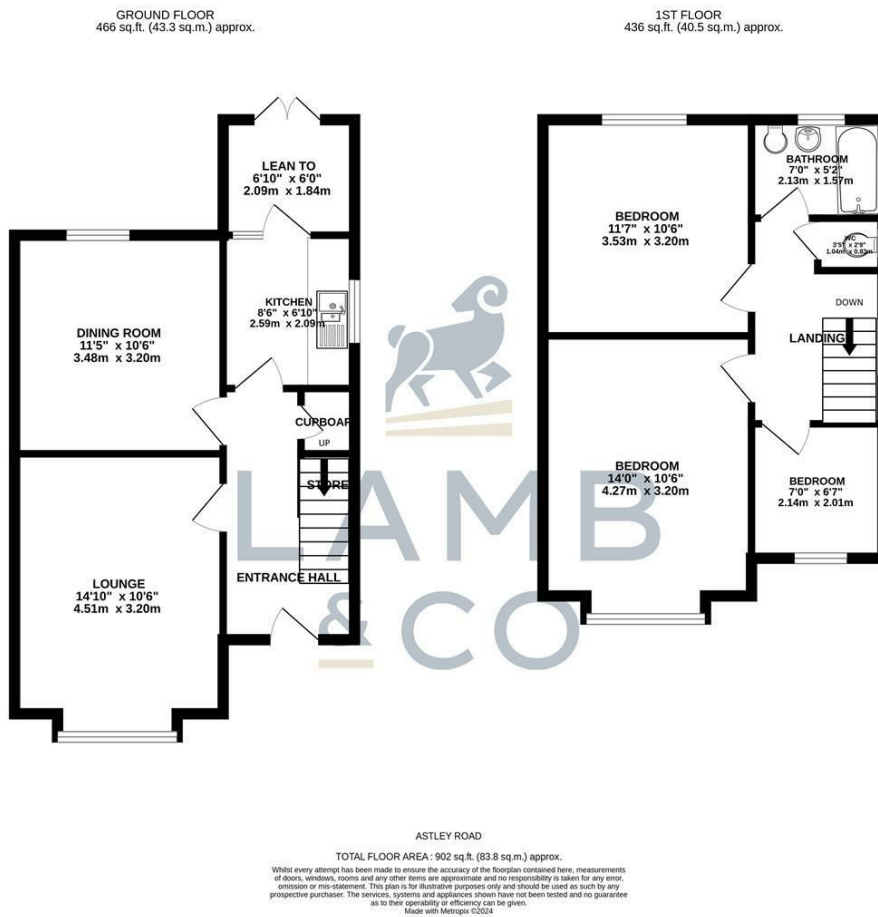 GROUND FLOOR
466 sq.ft. (43.3 sq.m.) approx.
1ST FLOOR
436 sq.ft. (40.5 sq.m.) approx.
LEAN TO
6'10" x 6'0"
2.09m x 1.84m
KITCHEN
8'6" x 6'10"
2.59m x 2.09m
DINING ROOM
11'5" x 10'6"
3.48m x 3.20m
CUPBOAR
UP
STORE
ENTRANCE HALL
LOUNGE
14'10" x 10'6"
4.51m x 3.20m
BATHROOM
7'0" x 5'2"
2.13m x 1.57m
BEDROOM
11'7" x 10'6"
3.53m x 3.20m
WC
3'5" x 2'9"
1.04m x 0.83m
DOWN
LANDING
BEDROOM
14'0" x 10'6"
4.27m x 3.20m
BEDROOM
7'0" x 6'7"
2.14m x 2.01m
LAMB
& CO
ASTLEY ROAD
TOTAL FLOOR AREA : 902 sq.ft. (83.8 sq.m.) approx.
Whilst every attempt has been made to ensure the accuracy of the floorplan contained here, measurements
of doors, windows, rooms and any other items are approximate and no responsibility is taken for any error,
omission or mis-statement. This plan is for illustrative purposes only and should be used as such by any
prospective purchaser. The services, systems and appliances shown have not been tested and no guarantee
as to their operability or efficiency can be given.
Made with Metropix ©2024